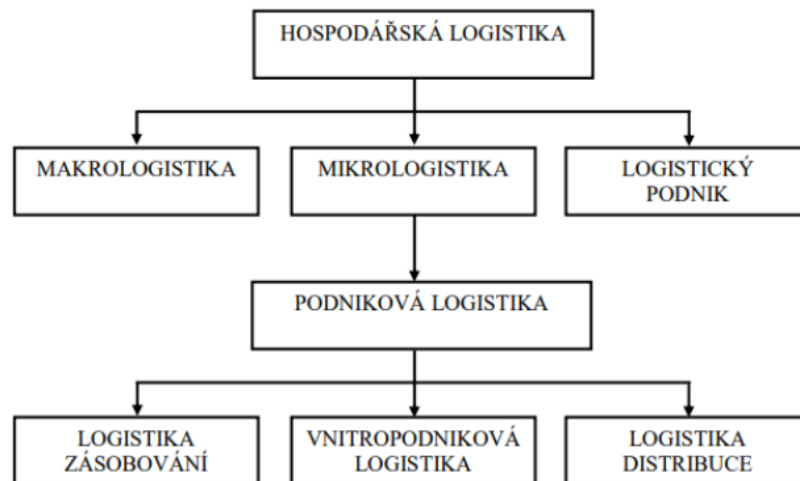 HOSPODÁŘSKÁ LOGISTIKA
MAKROLOGISTIKA
MIKROLOGISTIKA
LOGISTICKÝ
PODNIK
PODNIKOVÁ LOGISTIKA
LOGISTIKA
ZÁSOBOVÁNÍ
VNITROPODNIKOVÁ
LOGISTIKA
LOGISTIKA
DISTRIBUCE